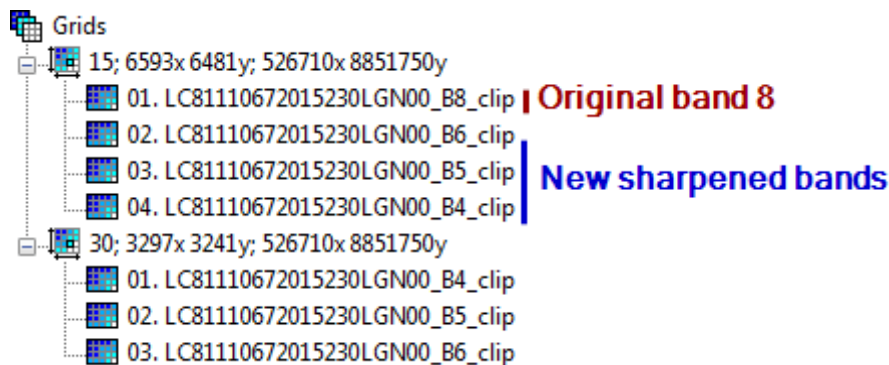 Grids
15; 6593x 6481y; 526710x 8851750y
01. LC81110672015230LGN00_B8_clip Original band 8
02. LC81110672015230LGN00_B6_clip
03. LC81110672015230LGN00_B5_clip New sharpened bands
04. LC81110672015230LGN00_B4_clip
30; 3297x 3241y; 526710x 8851750y
01. LC81110672015230LGN00_B4_clip
02. LC81110672015230LGN00_B5_clip
03. LC81110672015230LGN00_B6_clip